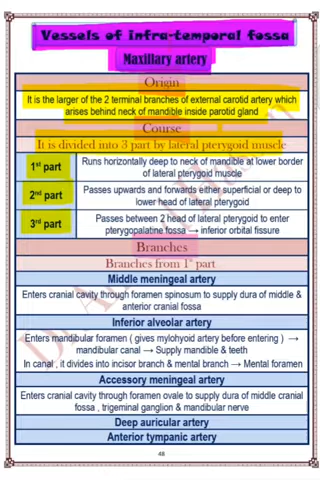 Vessels of infra-temporal fossa
Maxillary artery
Origin
It is the larger of the 2 terminal branches of external carotid artery which
arises behind neck of mandible inside parotid gland
Course
It is divided into 3 part by lateral pterygoid muscle
1st part
Runs horizontally deep to neck of mandible at lower border
of lateral pterygoid muscle
2nd part
Passes upwards and forwards either superficial or deep to
lower head of lateral pterygoid
3rd part
Passes between 2 head of lateral pterygoid to enter
pterygopalatine fossa → inferior orbital fissure
Branches
Branches from 1st part
Middle meningeal artery
Enters cranial cavity through foramen spinosum to supply dura of middle &
anterior cranial fossa
Inferior alveolar artery
Enters mandibular foramen ( gives mylohyoid artery before entering ) →
mandibular canal → Supply mandible & teeth
In canal , it divides into incisor branch & mental branch → Mental foramen
Accessory meningeal artery
Enters cranial cavity through foramen ovale to supply dura of middle cranial
fossa , trigeminal ganglion & mandibular nerve
Deep auricular artery
Anterior tympanic artery
48